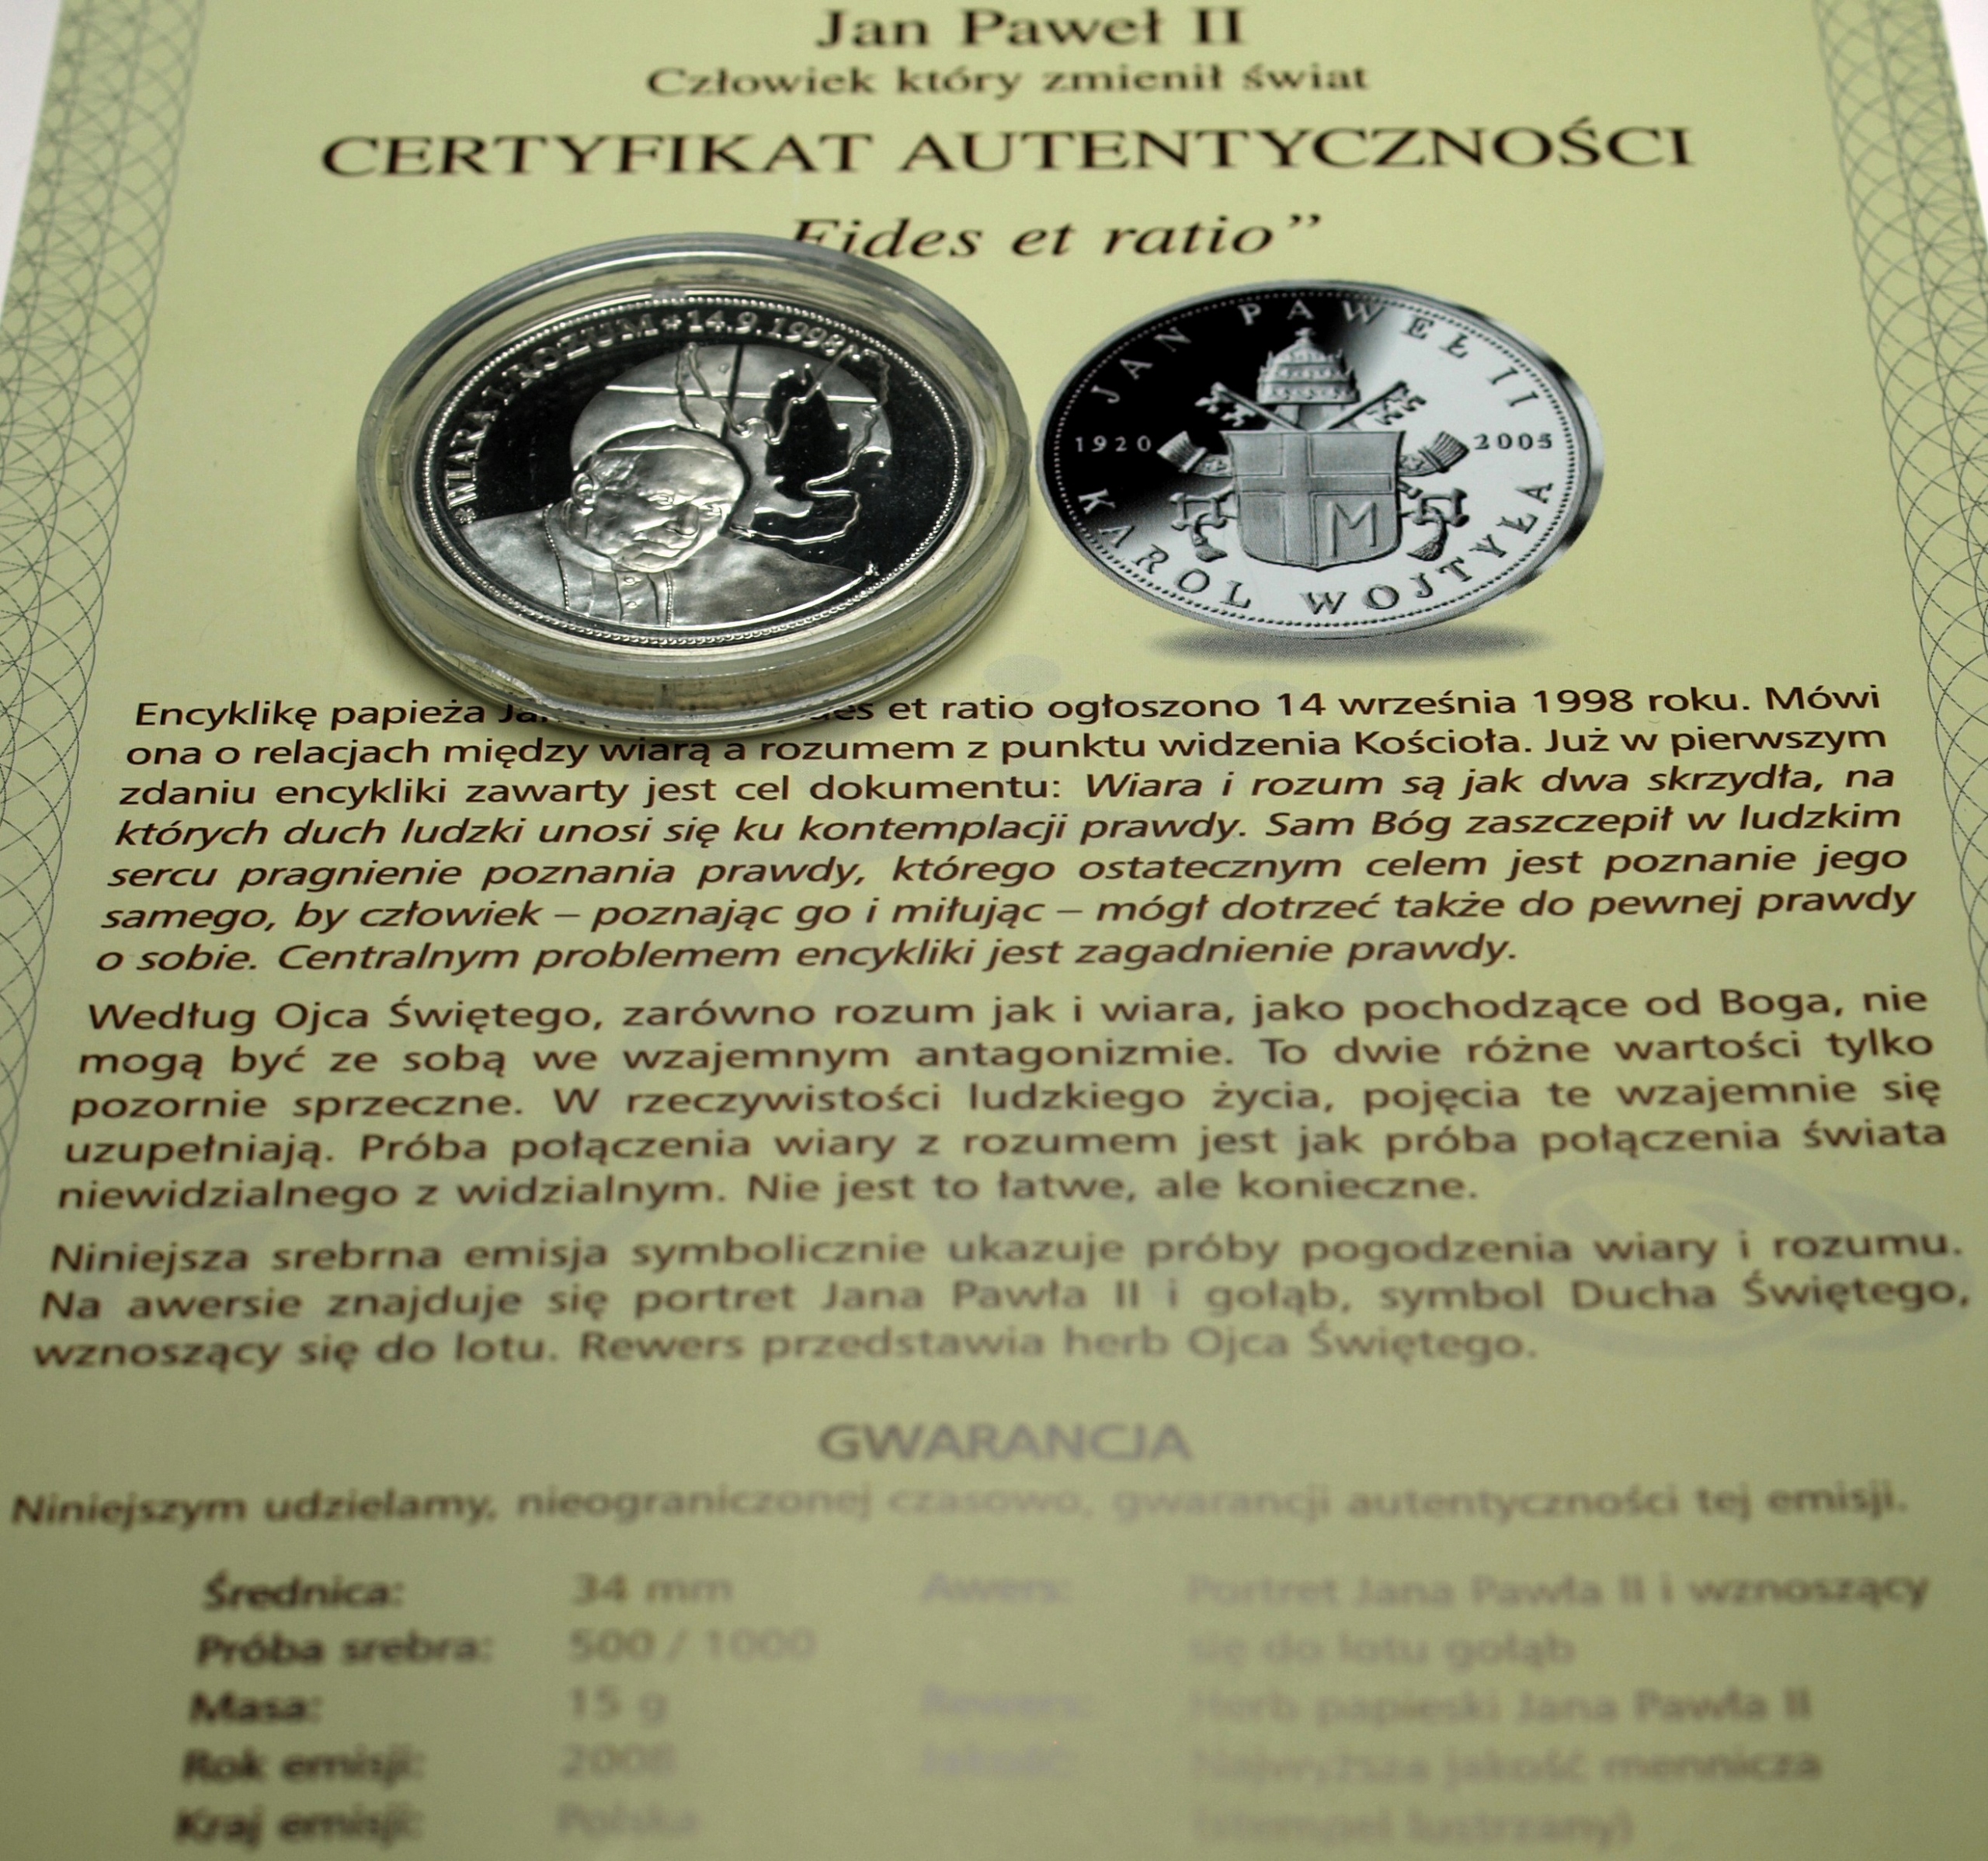 Jan Paweł II
Człowiek który zmienił świat
CERTYFIKAT AUTENTYCZNOŚCI
Fides et ratio”
*WIARA I ROZUM*14.9.1998*
JAN PAWEŁ II
1920 2005
M
KAROL WOJTYŁA
Encyklikę papieża et ratio ogłoszono 14 września 1998 roku. Mówi
ona o relacjach między wiarą a rozumem z punktu widzenia Kościoła. Już w pierwszym
zdaniu encykliki zawarty jest cel dokumentu: Wiara i rozum są jak dwa skrzydła, na
których duch ludzki unosi się ku kontemplacji prawdy. Sam Bóg zaszczepił w ludzkim
sercu pragnienie poznania prawdy, którego ostatecznym celem jest poznanie jego
samego, by człowiek – poznając go i miłując – mógł dotrzeć także do pewnej prawdy
o sobie. Centralnym problemem encykliki jest zagadnienie prawdy.
Według Ojca Świętego, zarówno rozum jak i wiara, jako pochodzące od Boga, nie
mogą być ze sobą we wzajemnym antagonizmie. To dwie różne wartości tylko
pozornie sprzeczne. W rzeczywistości ludzkiego życia, pojęcia te wzajemnie się
uzupełniają. Próba połączenia wiary z rozumem jest jak próba połączenia świata
niewidzialnego z widzialnym. Nie jest to łatwe, ale konieczne.
Niniejsza srebrna emisja symbolicznie ukazuje próby pogodzenia wiary i rozumu.
Na awersie znajduje się portret Jana Pawła II i gołąb, symbol Ducha Świętego,
wznoszący się do lotu. Rewers przedstawia herb Ojca Świętego.
GWARANCJA
Niniejszym udzielamy, nieograniczonej czasowo, gwarancji autentyczności tej emisji.
Średnica: 34 mm Awers: Portret Jana Pawła II i wznoszący
Próba srebra: 500 / 1000 się do lotu gołąb
Masa: 15 g Rewers: Herb papieski Jana Pawła II
Rok emisji: 2008 Jakość: Najwyższa jakość mennicza
Kraj emisji: Polska (stempel lustrzany)